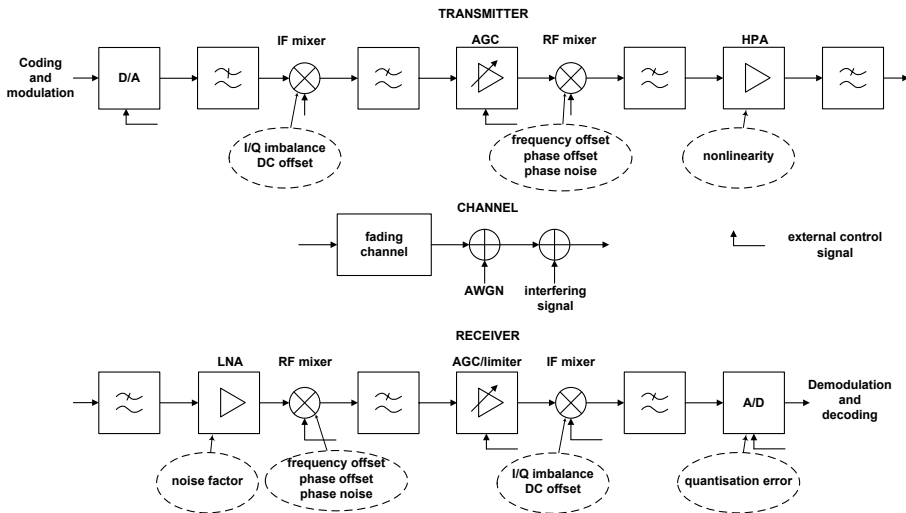 TRANSMITTER
IF mixer
AGC
RF mixer
HPA
Coding
and
modulation
D/A
I/Q imbalance
DC offset
frequency offset
phase offset
phase noise
nonlinearity
CHANNEL
fading
channel
AWGN
interfering
signal
external control
signal
RECEIVER
LNA
RF mixer
AGC/limiter
IF mixer
A/D
Demodulation
and
decoding
noise factor
frequency offset
phase offset
phase noise
I/Q imbalance
DC offset
quantisation error